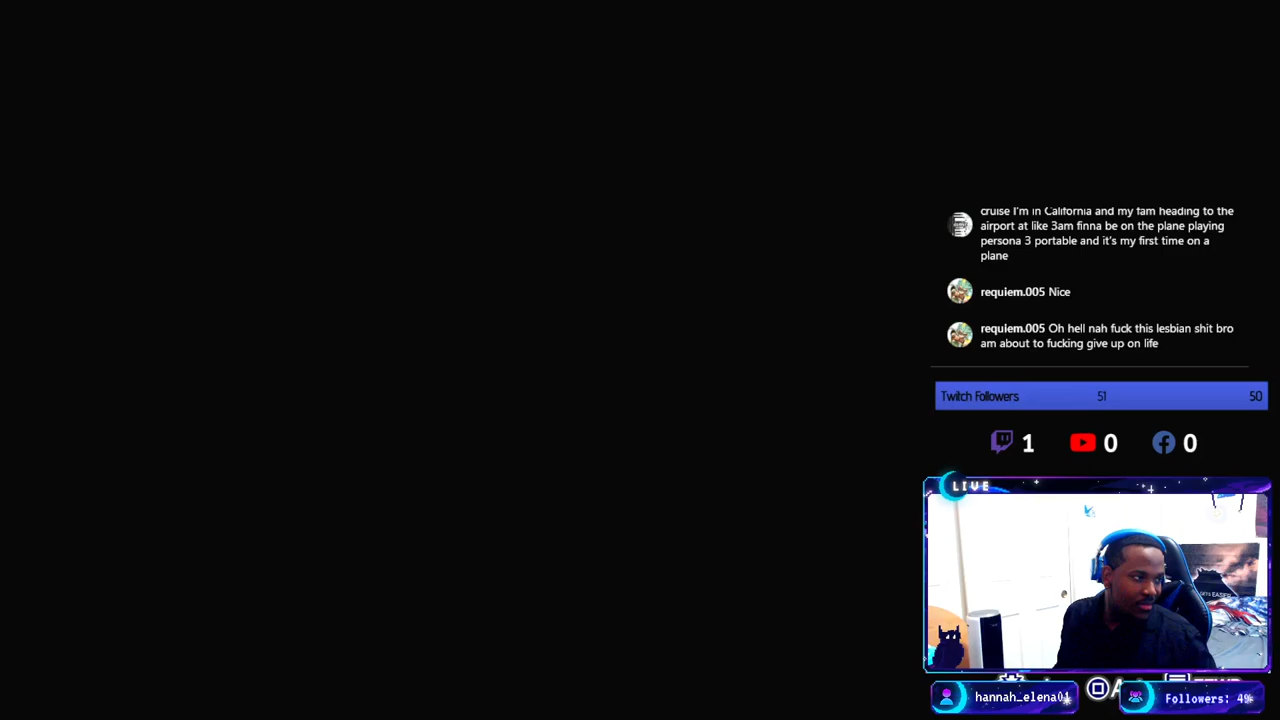 cruise I'm in California and my fam heading to the
airport at like 3am finna be on the plane playing
persona 3 portable and it's my first time on a
plane
requiem.005 Nice
requiem.005 Oh hell nah fuck this lesbian shit bro
am about to fucking give up on life
Twitch Followers 51 50
1 0 0
LIVE
hannah_elena01
Followers: 49